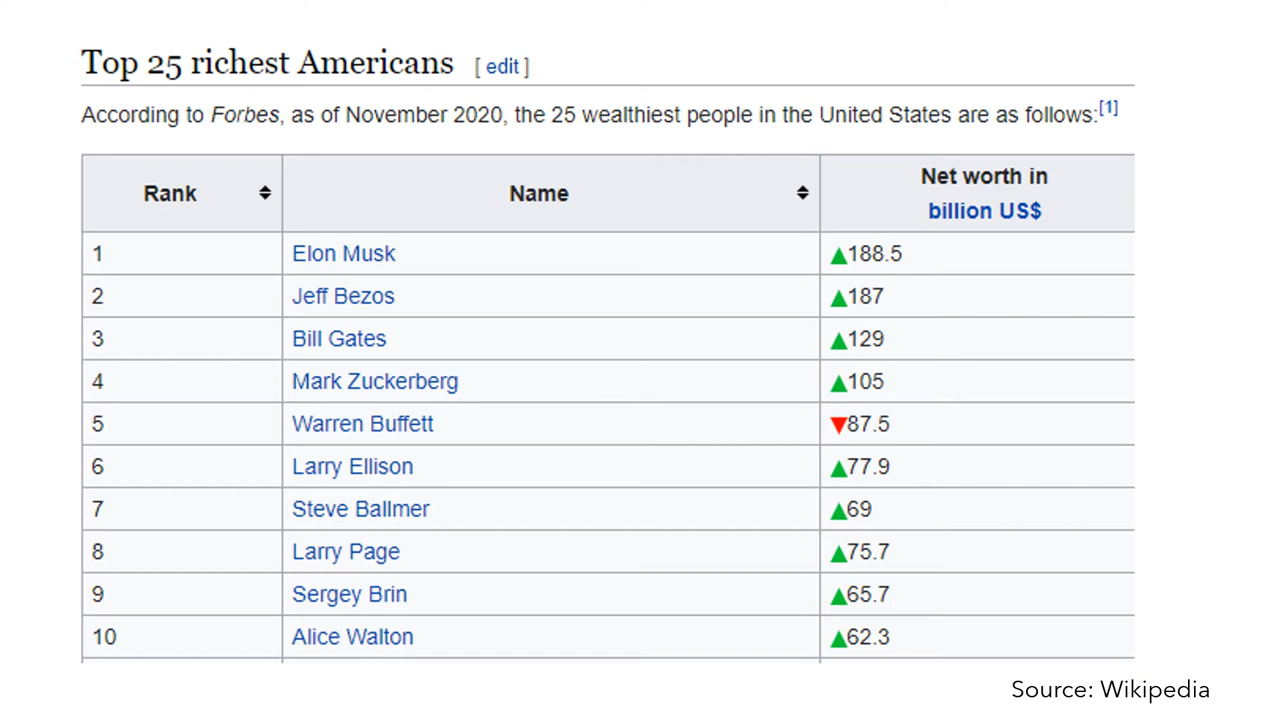 Top 25 richest Americans [ edit ]
According to Forbes, as of November 2020, the 25 wealthiest people in the United States are as follows:[1]
Rank Name Net worth in
billion US$
1 Elon Musk ▲188.5
2 Jeff Bezos ▲187
3 Bill Gates ▲129
4 Mark Zuckerberg ▲105
5 Warren Buffett ▼87.5
6 Larry Ellison ▲77.9
7 Steve Ballmer ▲69
8 Larry Page ▲75.7
9 Sergey Brin ▲65.7
10 Alice Walton ▲62.3
Source: Wikipedia